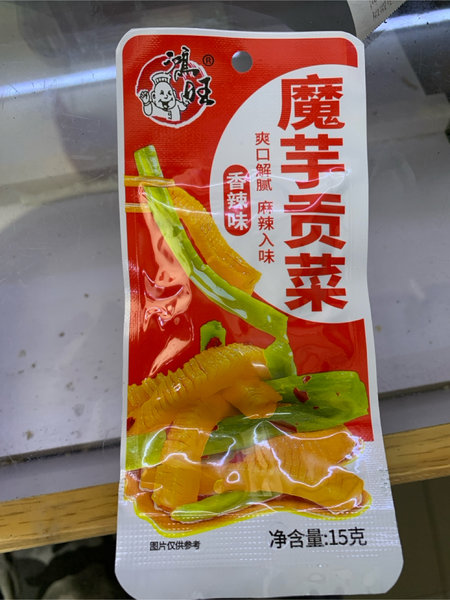 鸿旺®
魔芋贡菜
爽口解腻 麻辣入味
香辣味
图片仅供参考
净含量:15克